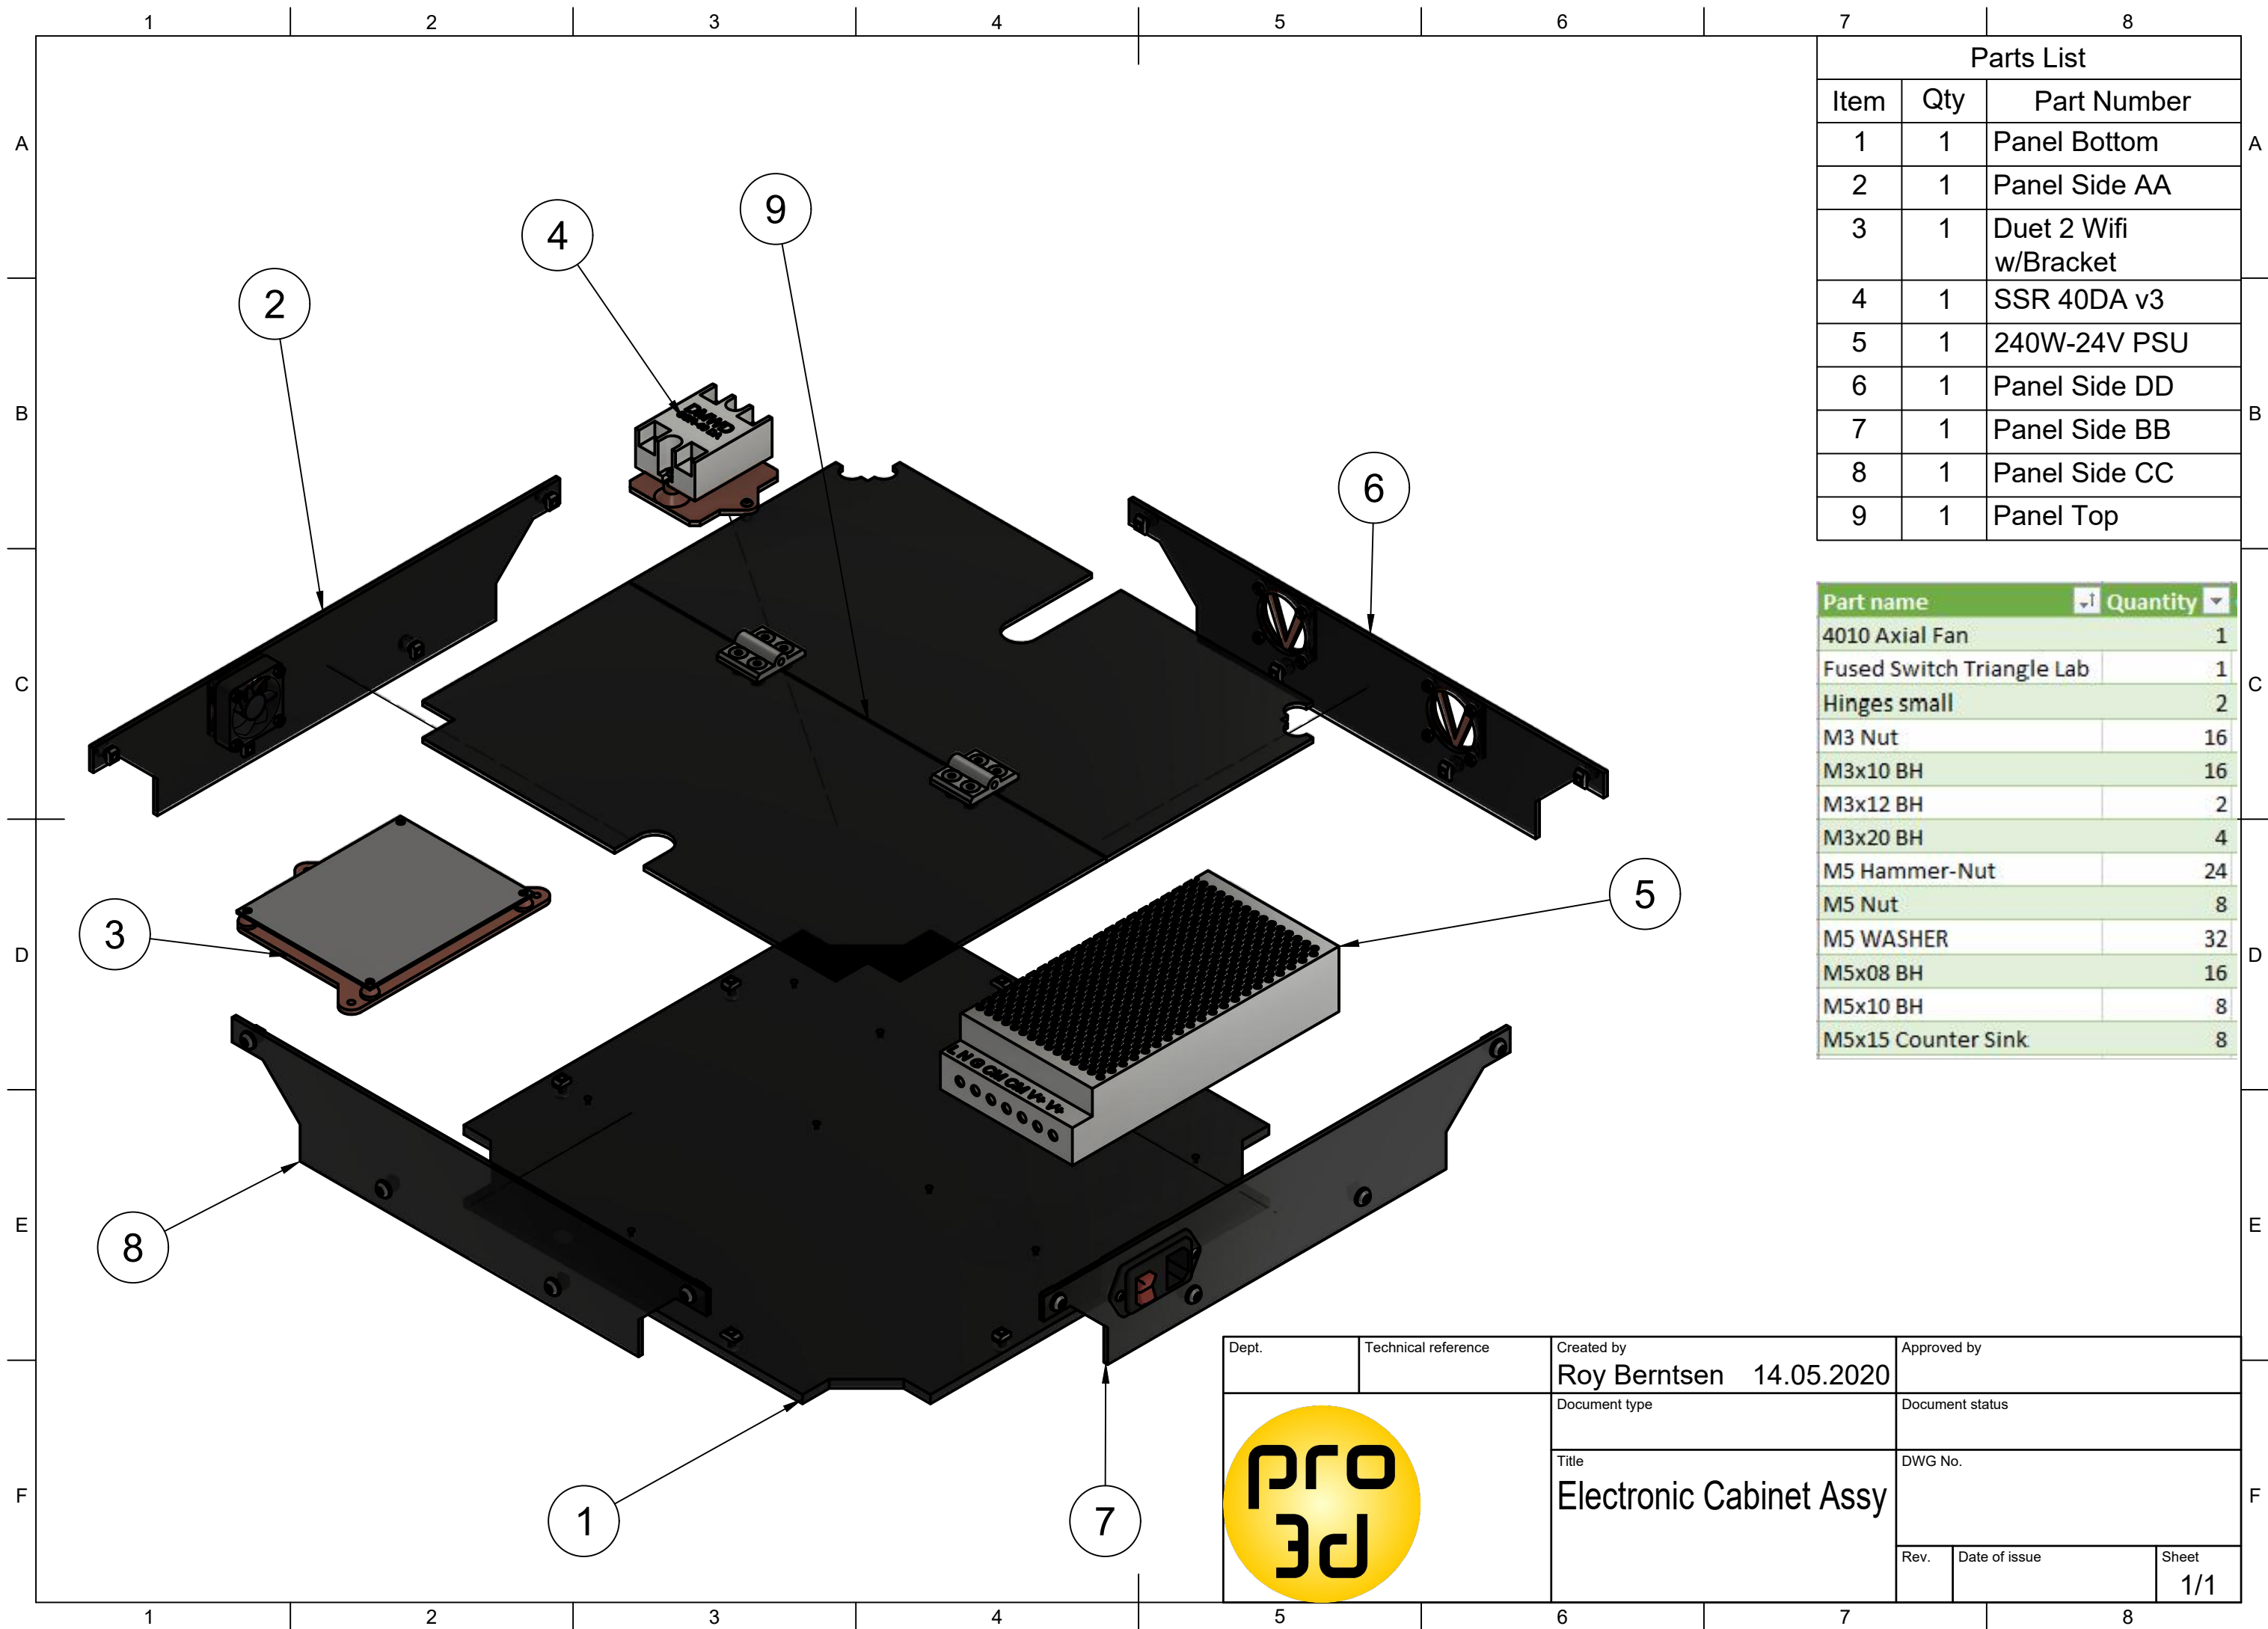 1 2 3 4 5 6 7 8
A
B
C
D
E
F
Parts List
Item Qty Part Number
1 1 Panel Bottom
2 1 Panel Side AA
3 1 Duet 2 Wifi
w/Bracket
4 1 SSR 40DA v3
5 1 240W-24V PSU
6 1 Panel Side DD
7 1 Panel Side BB
8 1 Panel Side CC
9 1 Panel Top
Part name Quantity
4010 Axial Fan 1
Fused Switch Triangle Lab 1
Hinges small 2
M3 Nut 16
M3x10 BH 16
M3x12 BH 2
M3x20 BH 4
M5 Hammer-Nut 24
M5 Nut 8
M5 WASHER 32
M5x08 BH 16
M5x10 BH 8
M5x15 Counter Sink 8
9
4
2
6
5
3
8
1
7
L N G CM CM V+ V+
Dept.
Technical reference
Created by
Roy Berntsen 14.05.2020
Approved by
Document type
Document status
Title
Electronic Cabinet Assy
DWG No.
Rev.
Date of issue
Sheet
1/1
pro
3d
A
B
C
D
E
F
1 2 3 4 5 6 7 8